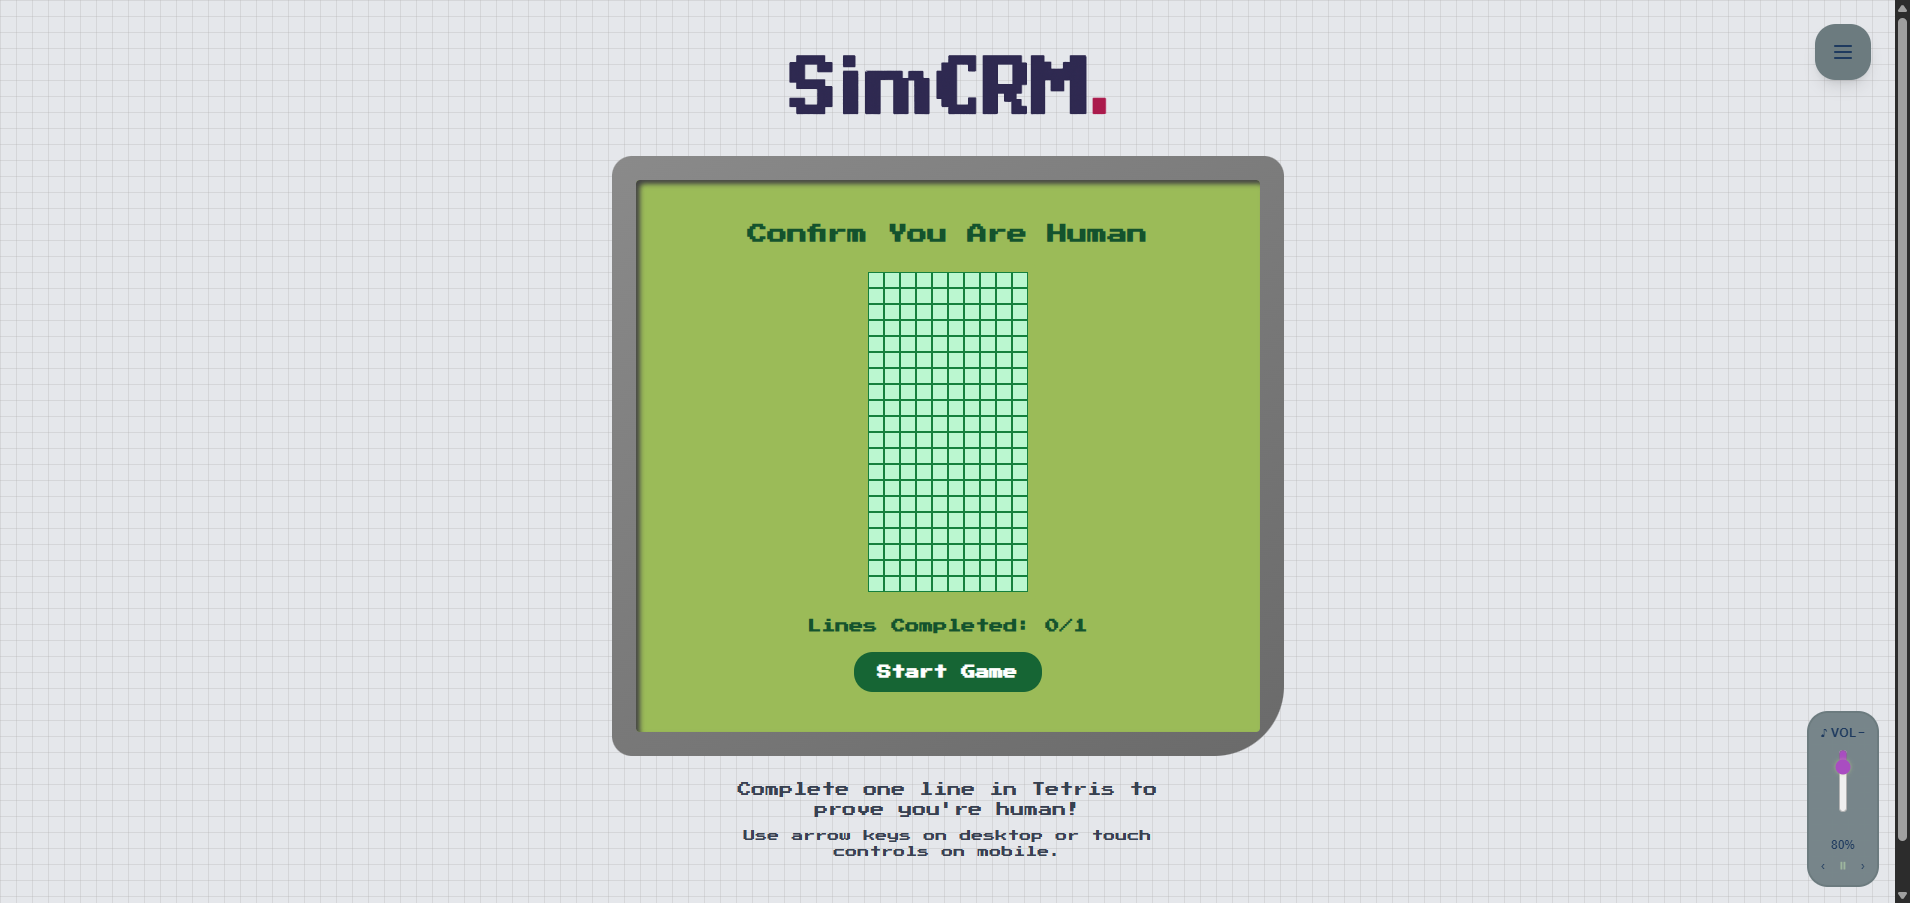 SimCRM.
Confirm You Are Human
Lines Completed: 0/1
Start Game
Complete one line in Tetris to
prove you're human!
Use arrow keys on desktop or touch
controls on mobile.
♪ VOL −
80%
‹ ⏸ ›